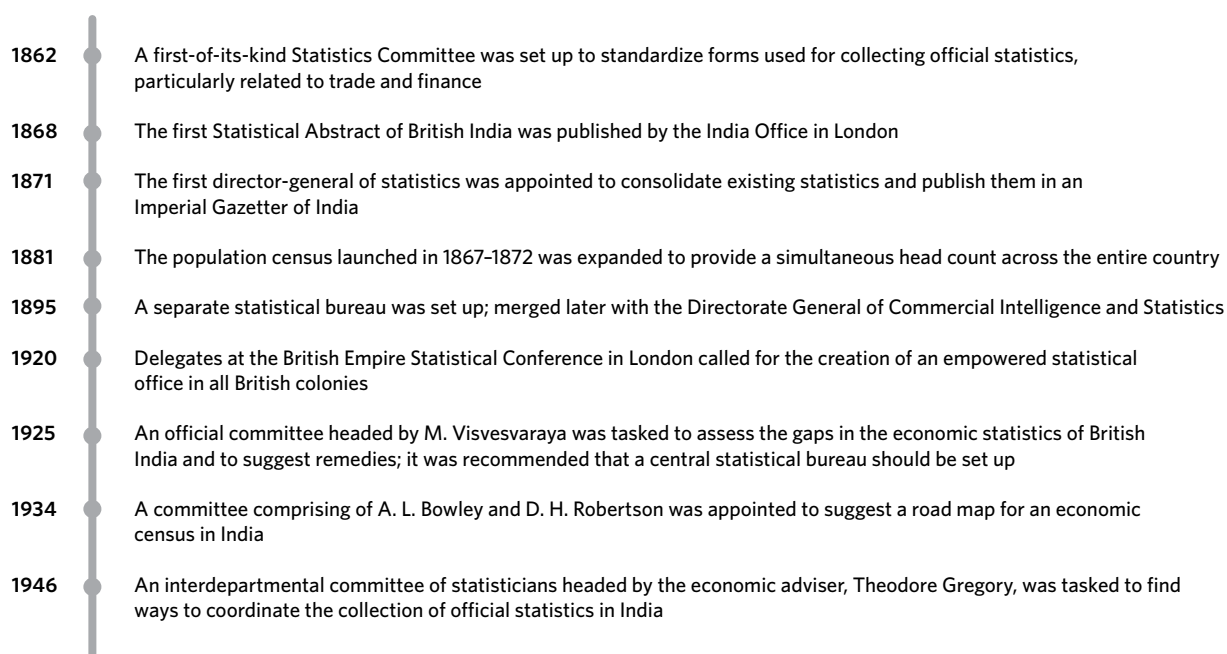 1862
A first-of-its-kind Statistics Committee was set up to standardize forms used for collecting official statistics,
particularly related to trade and finance
1868
The first Statistical Abstract of British India was published by the India Office in London
1871
The first director-general of statistics was appointed to consolidate existing statistics and publish them in an
Imperial Gazetter of India
1881
The population census launched in 1867–1872 was expanded to provide a simultaneous head count across the entire country
1895
A separate statistical bureau was set up; merged later with the Directorate General of Commercial Intelligence and Statistics
1920
Delegates at the British Empire Statistical Conference in London called for the creation of an empowered statistical
office in all British colonies
1925
An official committee headed by M. Visvesvaraya was tasked to assess the gaps in the economic statistics of British
India and to suggest remedies; it was recommended that a central statistical bureau should be set up
1934
A committee comprising of A. L. Bowley and D. H. Robertson was appointed to suggest a road map for an economic
census in India
1946
An interdepartmental committee of statisticians headed by the economic adviser, Theodore Gregory, was tasked to find
ways to coordinate the collection of official statistics in India